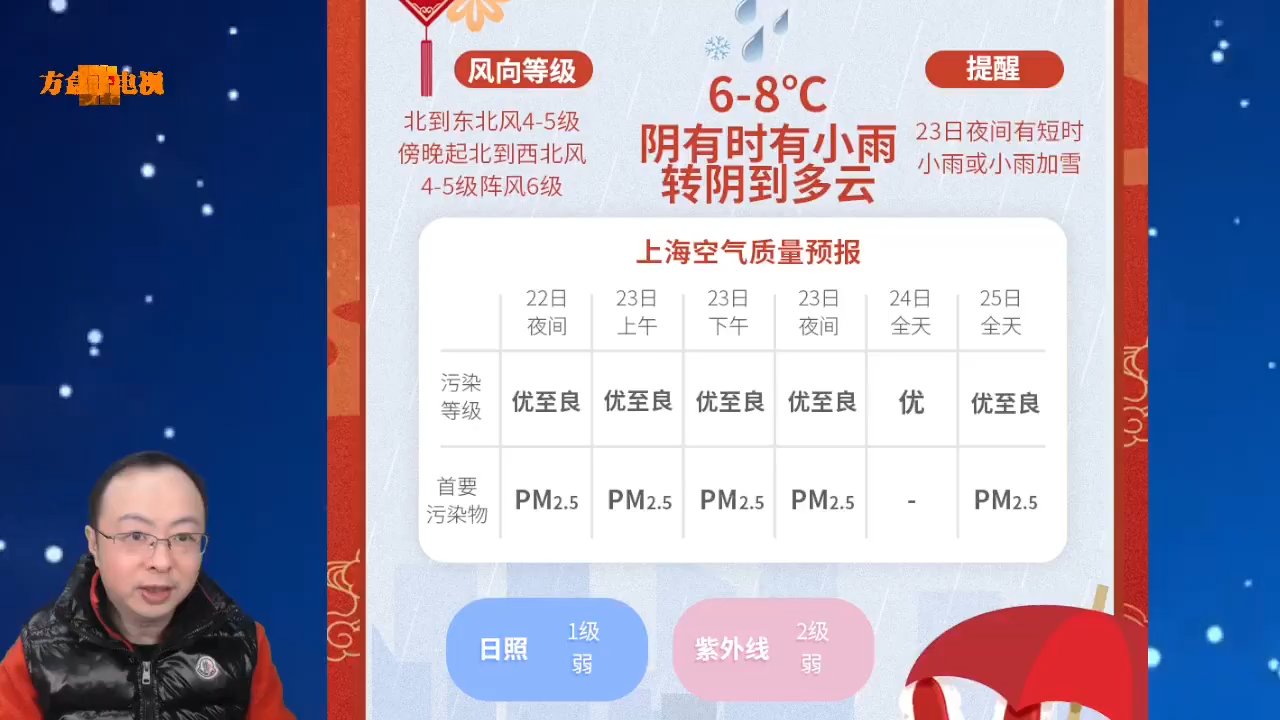 风向等级
北到东北风4-5级
傍晚起北到西北风
4-5级阵风6级
6-8℃
阴有时有小雨
转阴到多云
提醒
23日夜间有短时
小雨或小雨加雪
上海空气质量预报
22日夜间 23日上午 23日下午 23日夜间 24日全天 25日全天
污染等级 优至良 优至良 优至良 优至良 优 优至良
首要污染物 PM2.5 PM2.5 PM2.5 PM2.5 - PM2.5
日照 1级 弱
紫外线 2级 弱